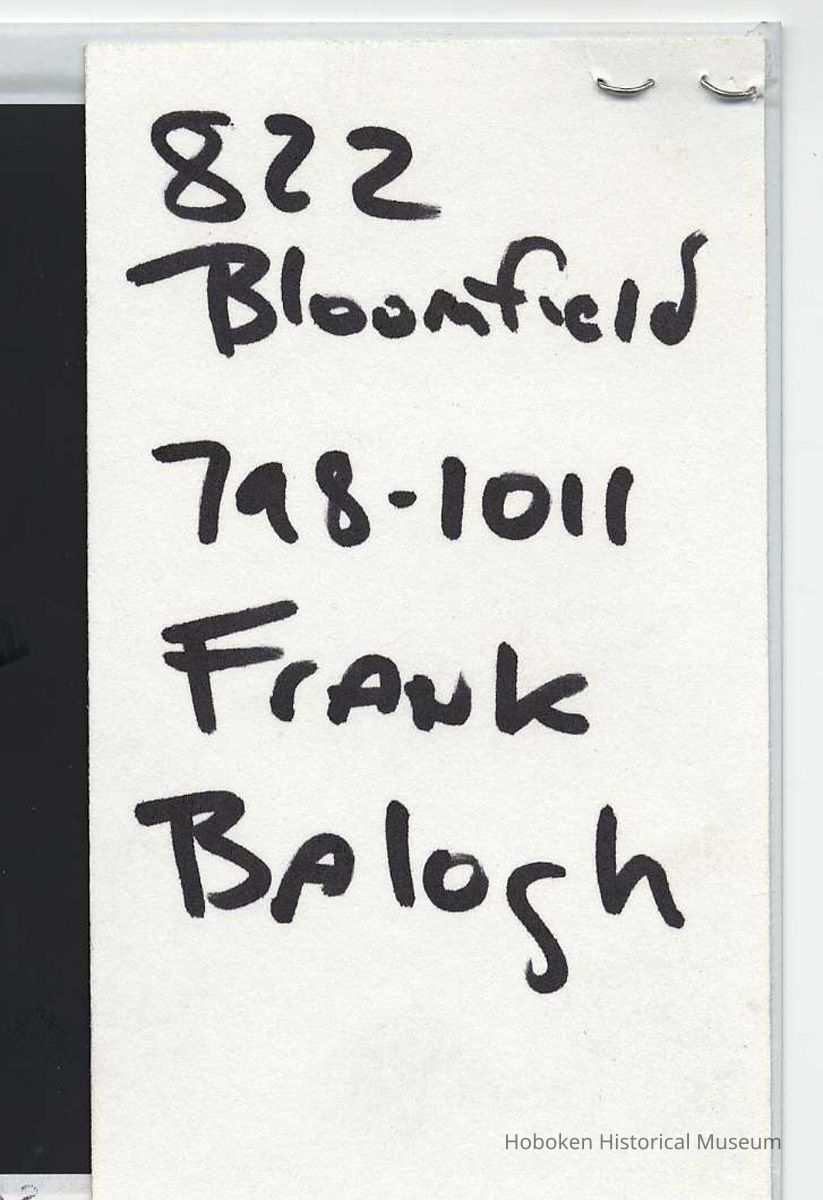 822
Bloomfield
798-1011
Frank
Balogh
Hoboken Historical Museum